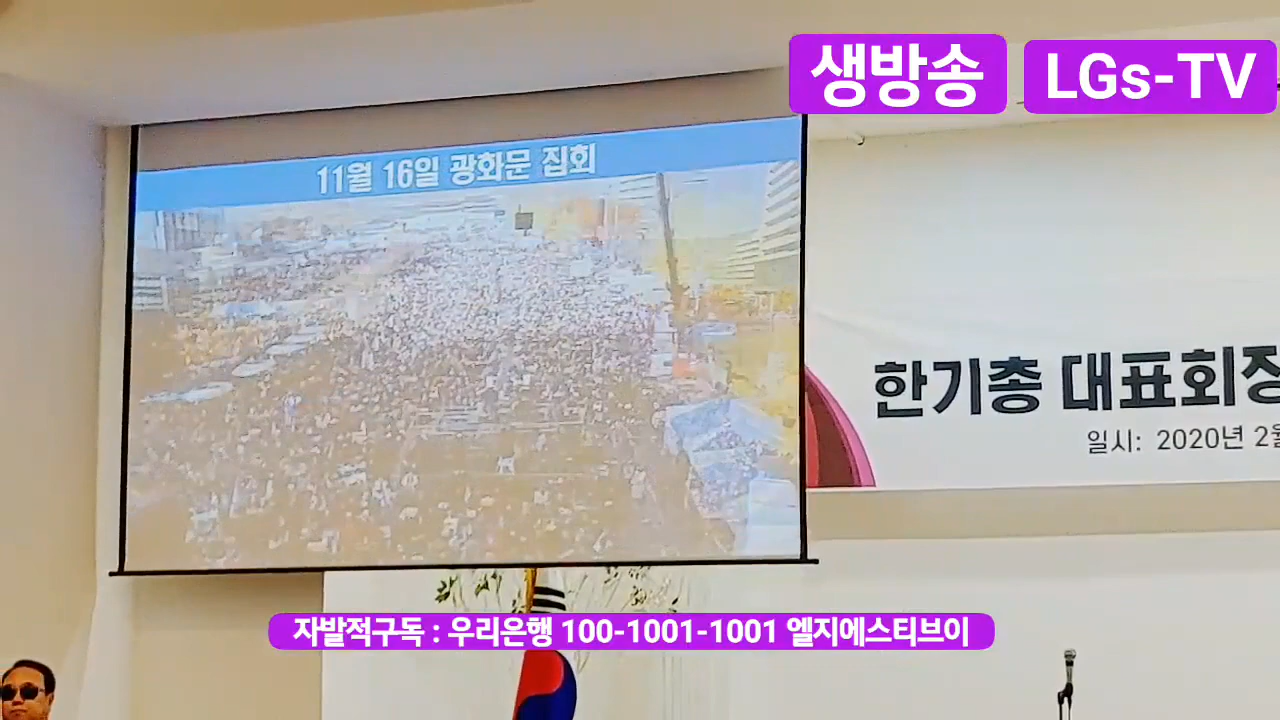 생방송 LGs-TV
11월 16일 광화문 집회
한기총 대표회장
일시: 2020년 2월
자발적구독 : 우리은행 100-1001-1001 엘지에스티브이